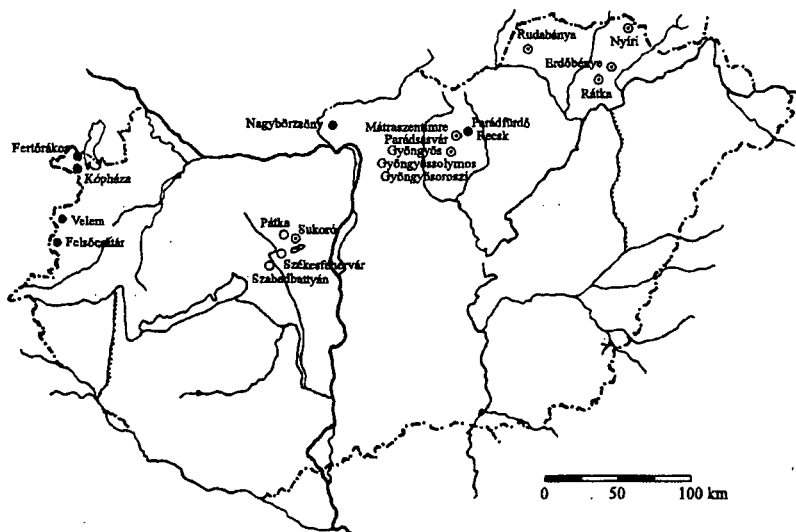 Rudabánya
Nyíri
Erdőbénye
Rátka
Nagybörzsöny
Mátraszentimre
Parádfürdő
Parádsasvár
Recsk
Gyöngyös
Gyöngyössolymos
Gyöngyösoroszi
Fertőrákos
Kópháza
Velem
Felsőcsatár
Pátka
Sukoró
Székesfehérvár
Szabadbattyán
0 50 100 km